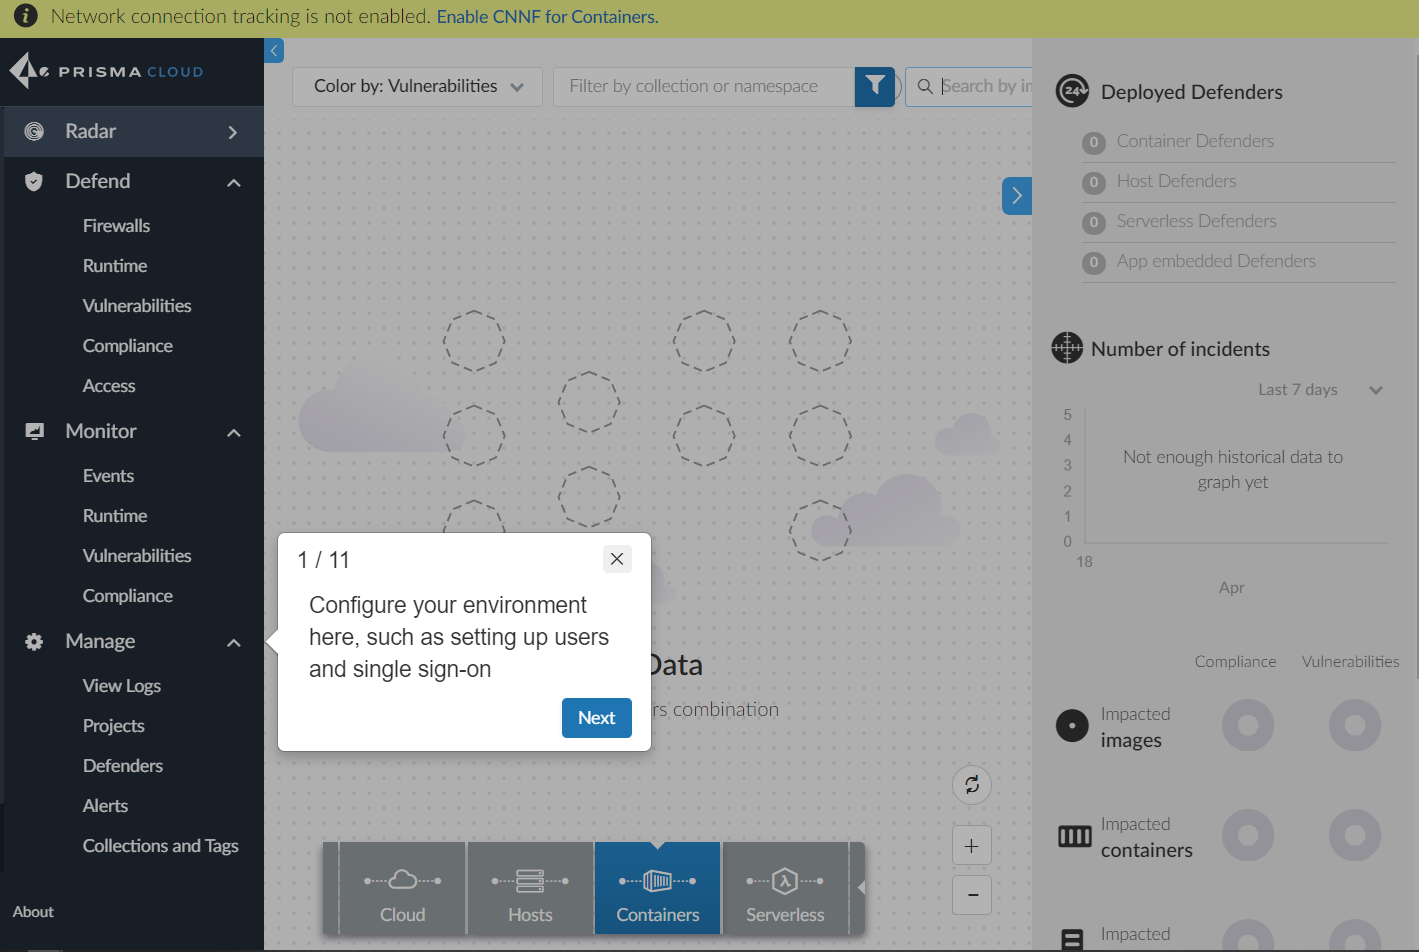 Network connection tracking is not enabled. Enable CNNF for Containers.
PRISMA CLOUD
Radar
Defend
Firewalls
Runtime
Vulnerabilities
Compliance
Access
Monitor
Events
Runtime
Vulnerabilities
Compliance
Manage
View Logs
Projects
Defenders
Alerts
Collections and Tags
About
Color by: Vulnerabilities
Filter by collection or namespace
Search by
1 / 11
Configure your environment
here, such as setting up users
and single sign-on
Next
Data
combination
Cloud
Hosts
Containers
Serverless
+
-
24
Deployed Defenders
0 Container Defenders
0 Host Defenders
0 Serverless Defenders
0 App embedded Defenders
Number of incidents
Last 7 days
5
4
3
2
1
0
Not enough historical data to
graph yet
18
Apr
Compliance Vulnerabilities
Impacted
images
Impacted
containers
Impacted